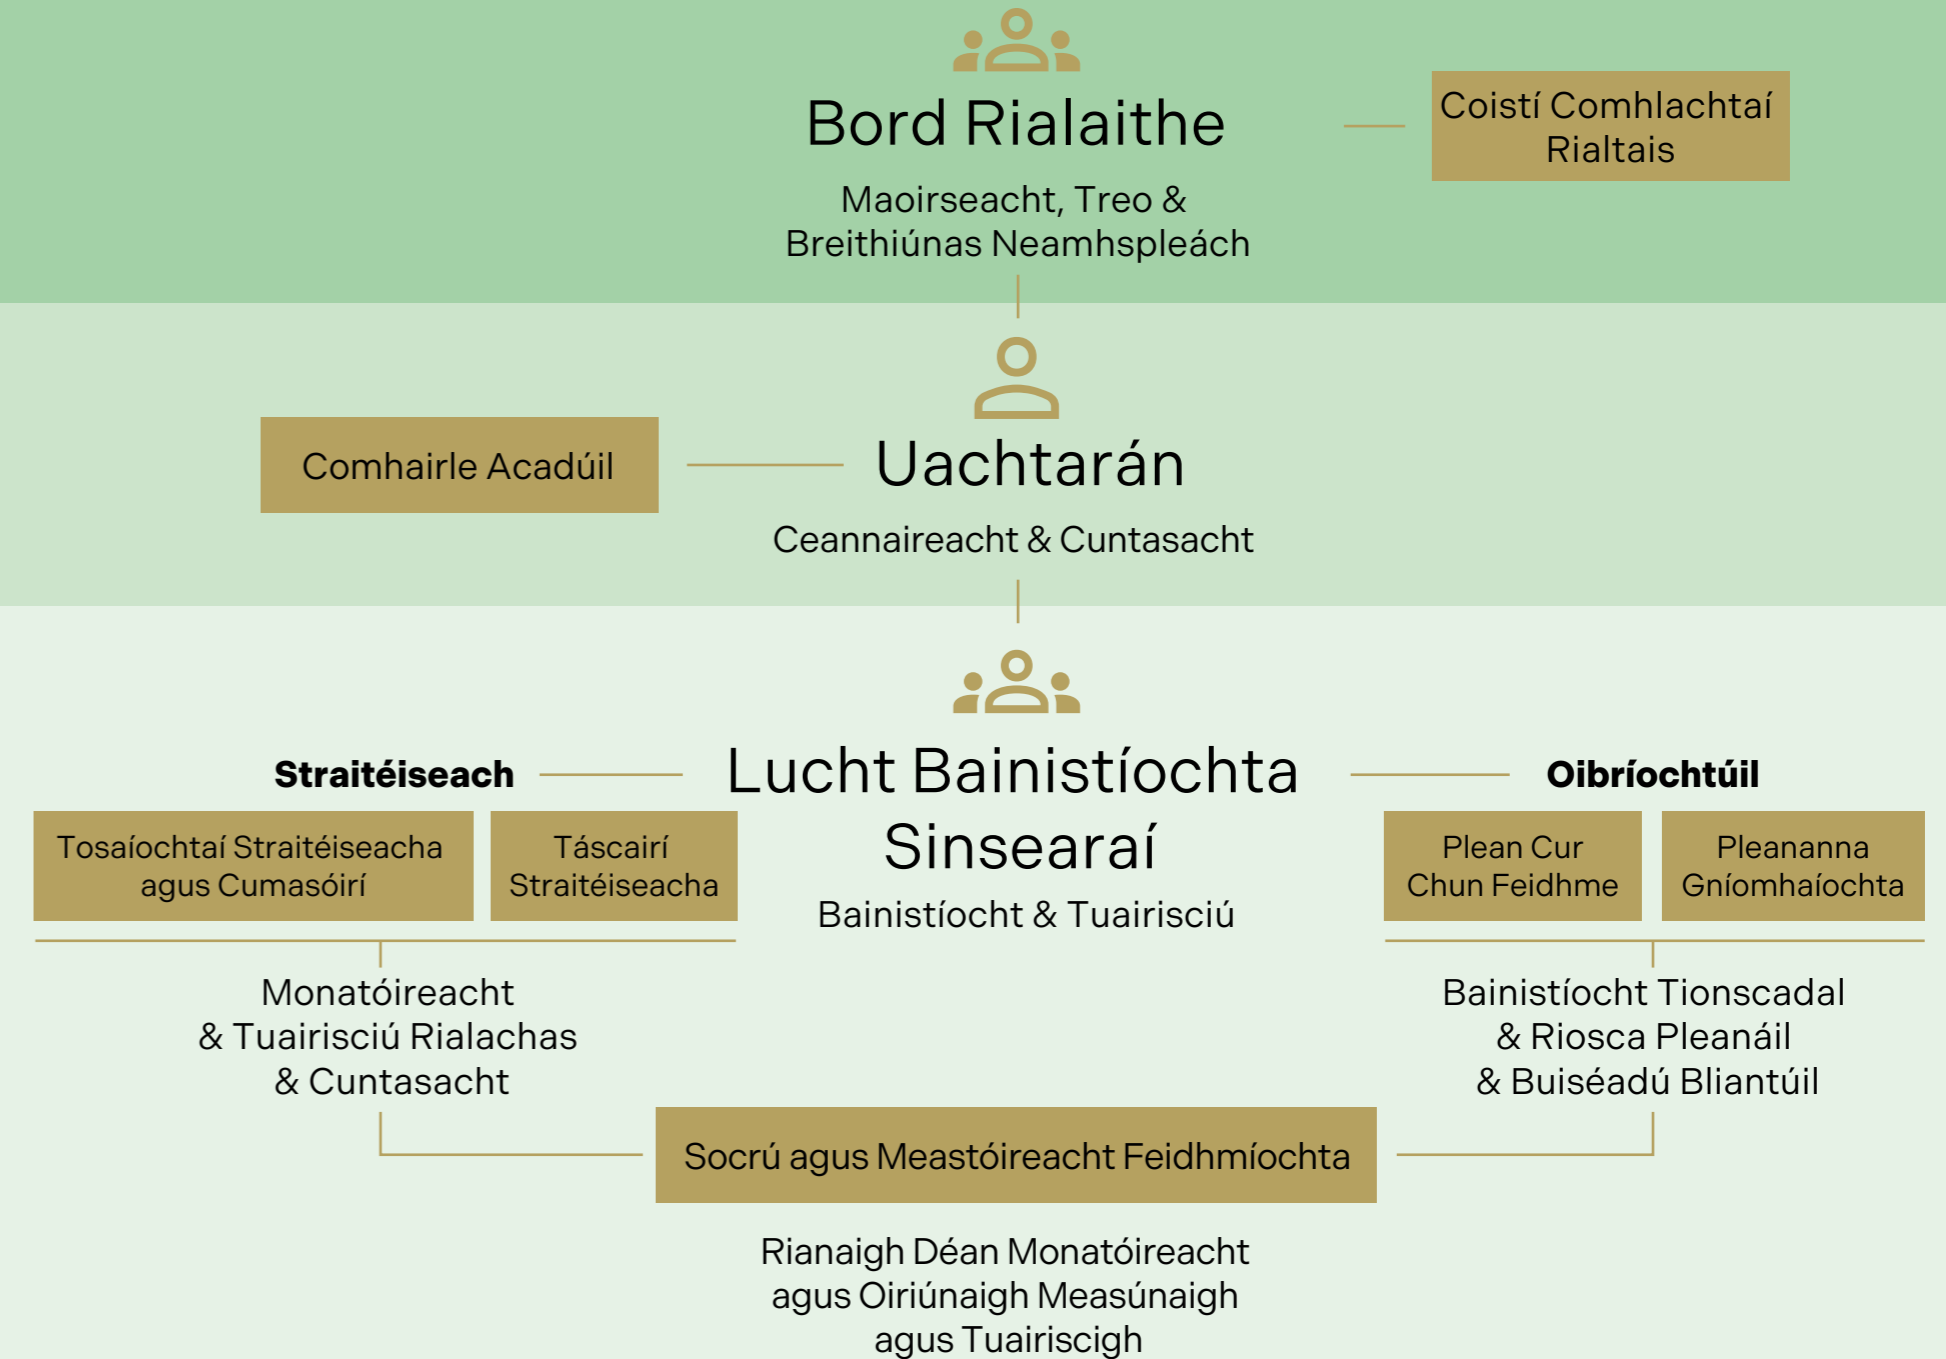 Bord Rialaithe
Coistí Comhlachtaí
Rialtais
Maoirseacht, Treo &
Breithiúnas Neamhspleách
Comhairle Acadúil
Uachtarán
Ceannaireacht & Cuntasacht
Straitéiseach
Lucht Bainistíochta
Sinsearaí
Bainistíocht & Tuairisciú
Oibríochtúil
Tosaíochtaí Straitéiseacha
agus Cumasóirí
Táscairí
Straitéiseacha
Plean Cur
Chun Feidhme
Pleananna
Gníomhaíochta
Monatóireacht
& Tuairisciú Rialachas
& Cuntasacht
Bainistíocht Tionscadal
& Riosca Pleanáil
& Buiséadú Bliantúil
Socrú agus Meastóireacht Feidhmíochta
Rianaigh Déan Monatóireacht
agus Oiriúnaigh Measúnaigh
agus Tuairiscigh